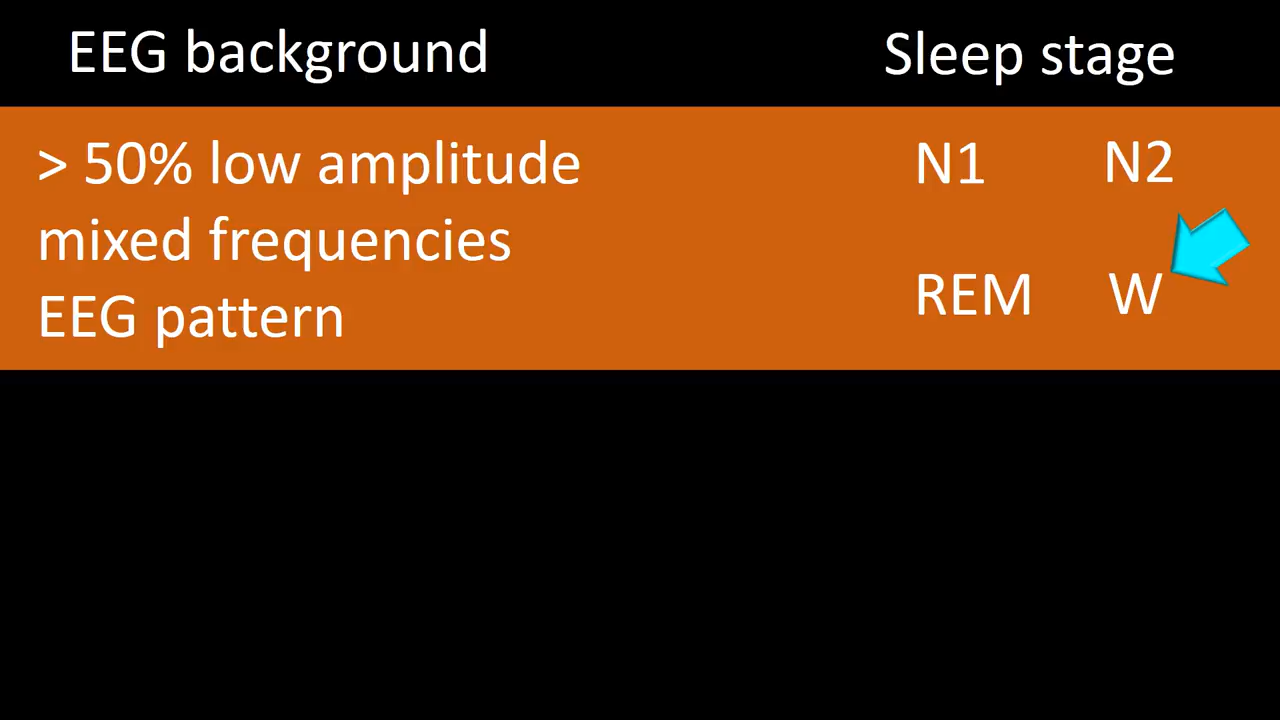 EEG background Sleep stage
> 50% low amplitude N1 N2
mixed frequencies
REM W
EEG pattern